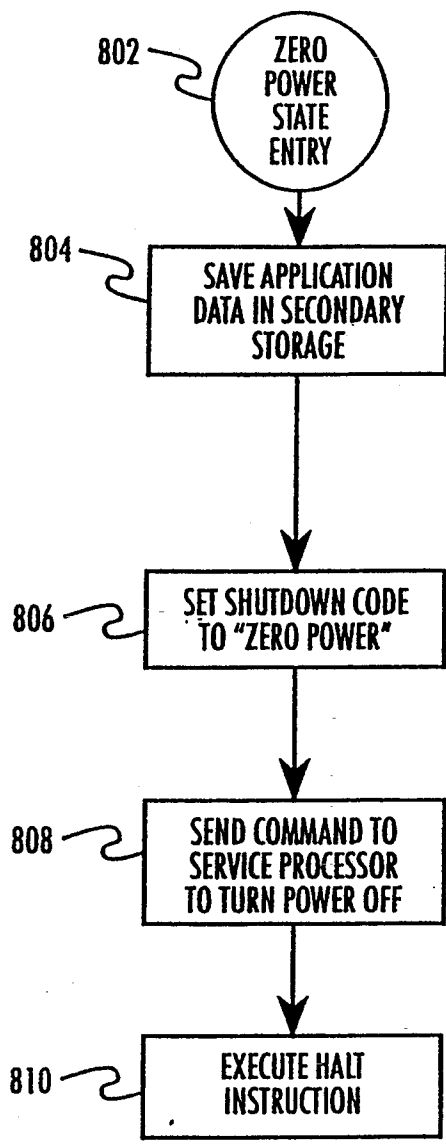 802
ZERO
POWER
STATE
ENTRY
804
SAVE APPLICATION
DATA IN SECONDARY
STORAGE
806
SET SHUTDOWN CODE
TO "ZERO POWER"
808
SEND COMMAND TO
SERVICE PROCESSOR
TO TURN POWER OFF
810
EXECUTE HALT
INSTRUCTION